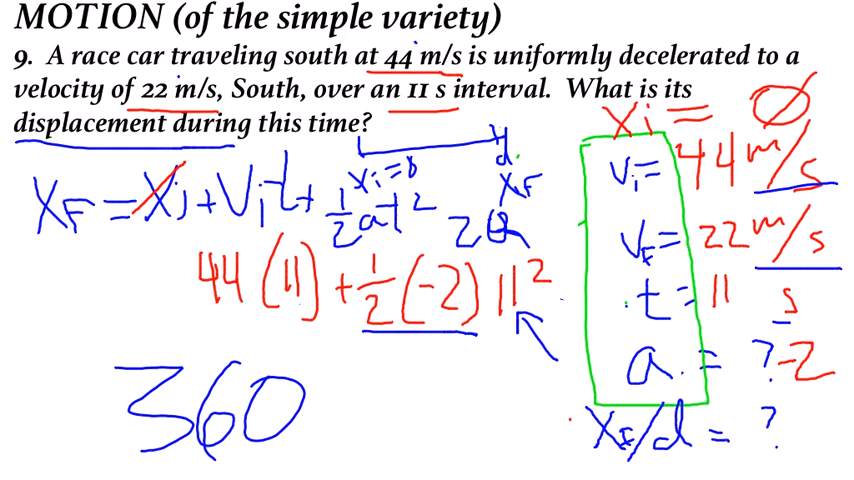 MOTION (of the simple variety)
9. A race car traveling south at 44 m/s is uniformly decelerated to a
velocity of 22 m/s, South, over an 11 s interval. What is its
displacement during this time?
xi = 0
d
xi = 0
xF
vi = 44 m/s
XF = Xi + Vit + 1/2 at²
vF = 22 m/s
44 (11) + 1/2 (-2) 11²
t = 11 s
a = ? -2
360
XF/d = ?